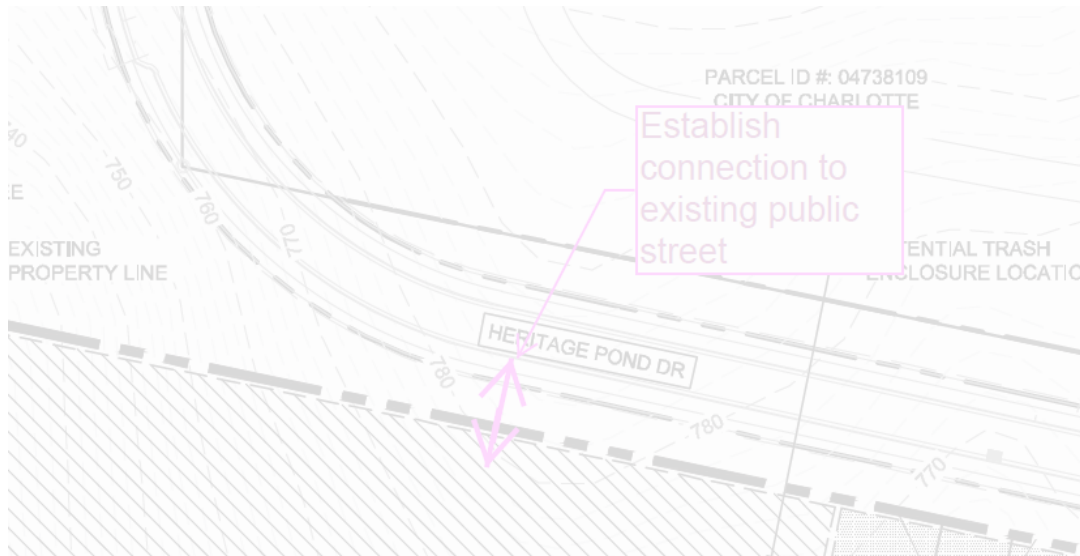 PARCEL ID #: 04738109
CITY OF CHARLOTTE
Establish
connection to
existing public
street
40
750
760
770
EXISTING
PROPERTY LINE
TENTIAL TRASH
ENCLOSURE LOCATIO
HERITAGE POND DR
780
780
770